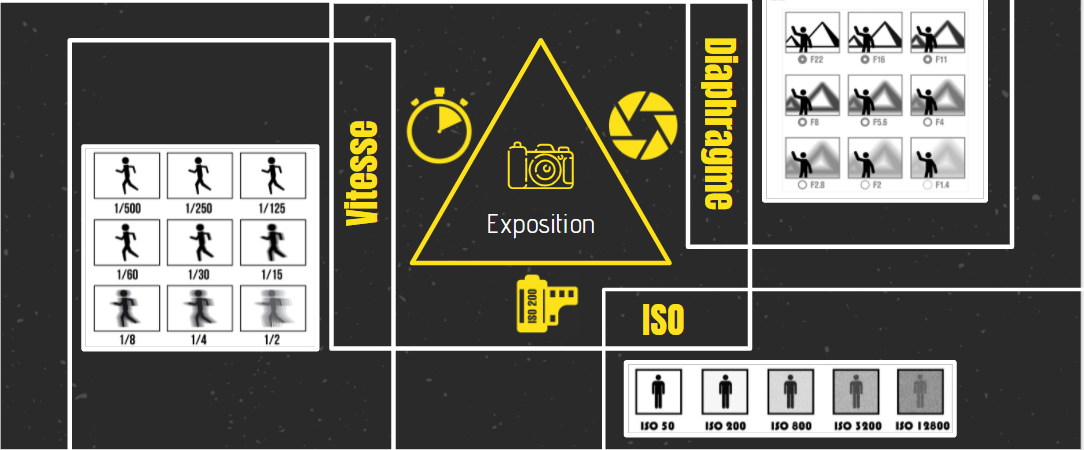 Vitesse
1/500 1/250 1/125
1/60 1/30 1/15
1/8 1/4 1/2
Exposition
ISO 200
Diaphragme
F22 F16 F11
F8 F5.6 F4
F2.8 F2 F1.4
ISO
ISO 50 ISO 200 ISO 800 ISO 3200 ISO 12800